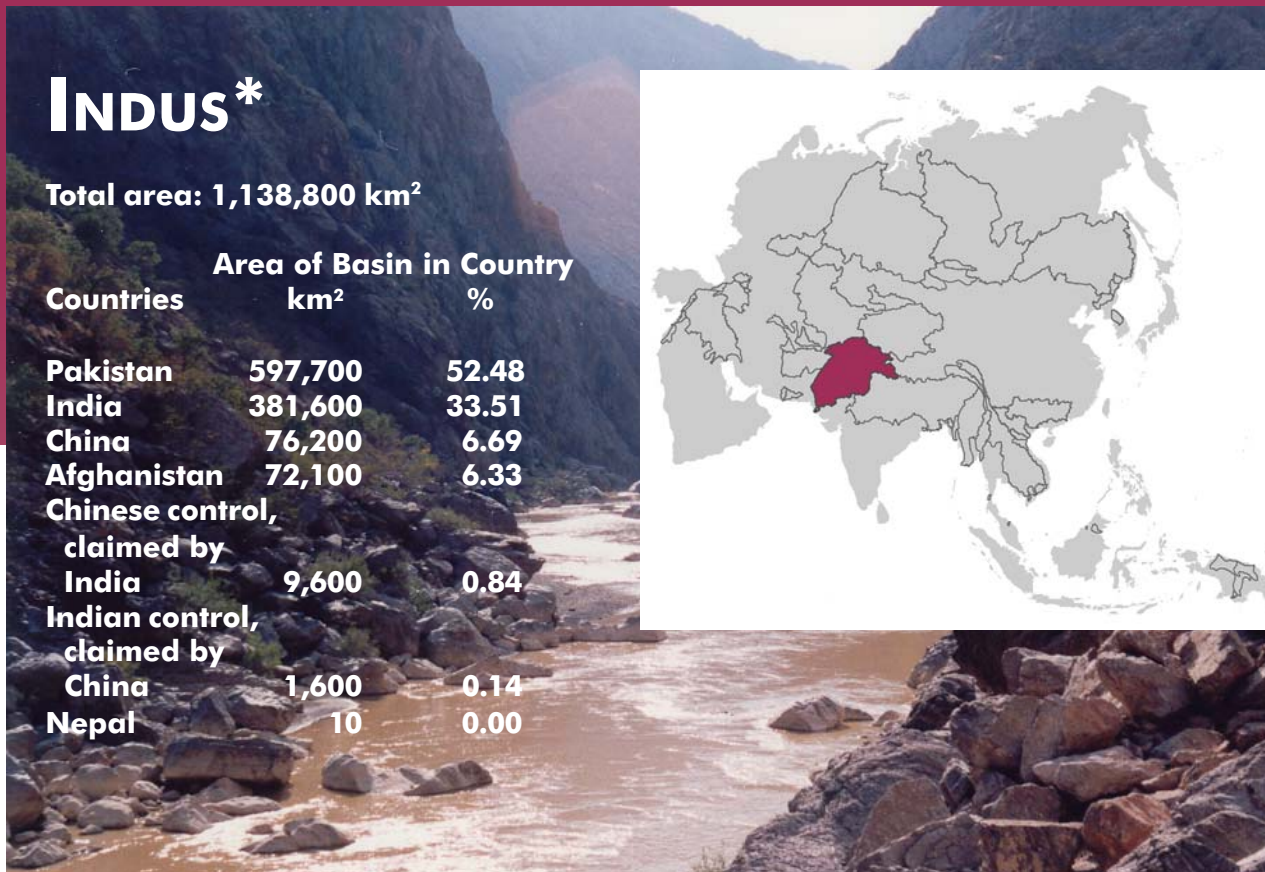 INDUS*
Total area: 1,138,800 km²
Area of Basin in Country
Countries km² %
Pakistan 597,700 52.48
India 381,600 33.51
China 76,200 6.69
Afghanistan 72,100 6.33
Chinese control,
claimed by
India 9,600 0.84
Indian control,
claimed by
China 1,600 0.14
Nepal 10 0.00